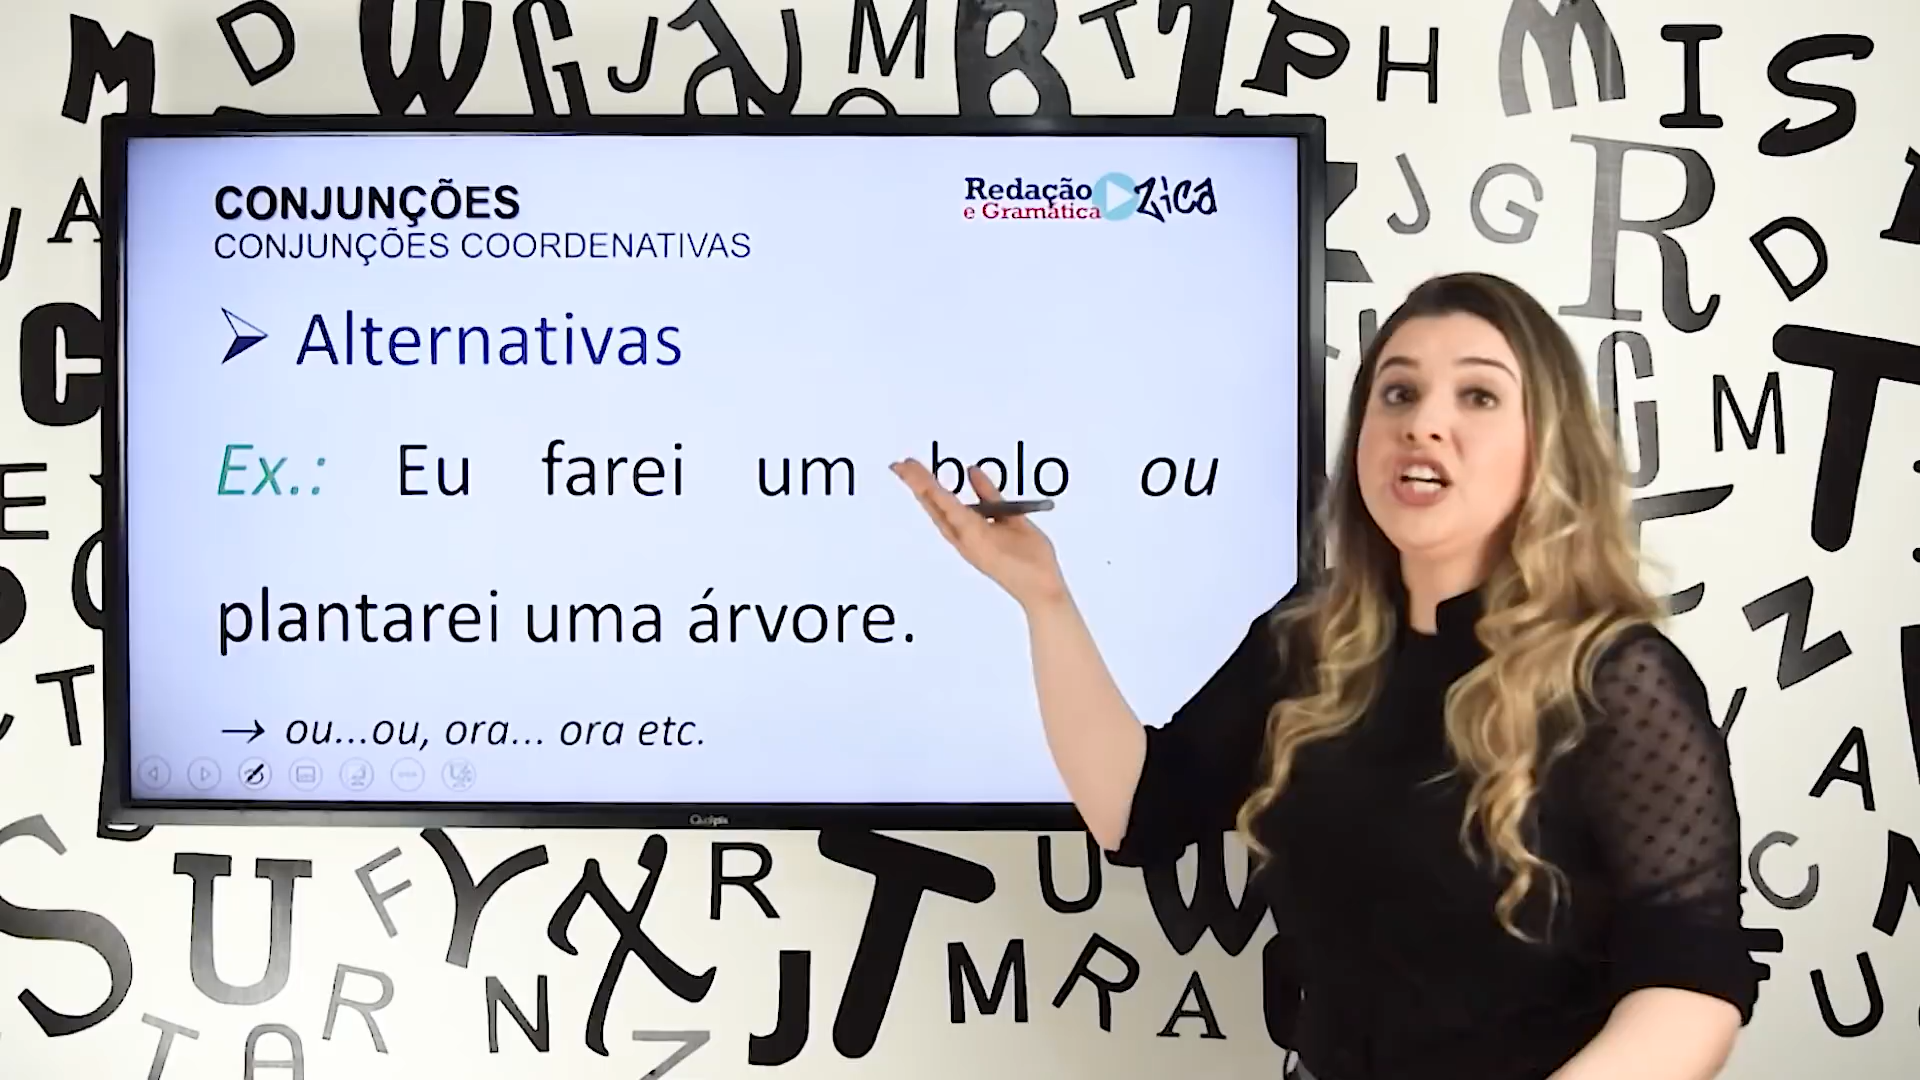 CONJUNÇÕES
CONJUNÇÕES COORDENATIVAS
Redação Zica
e Gramática
Alternativas
Ex.: Eu farei um bolo ou
plantarei uma árvore.
→ ou...ou, ora... ora etc.